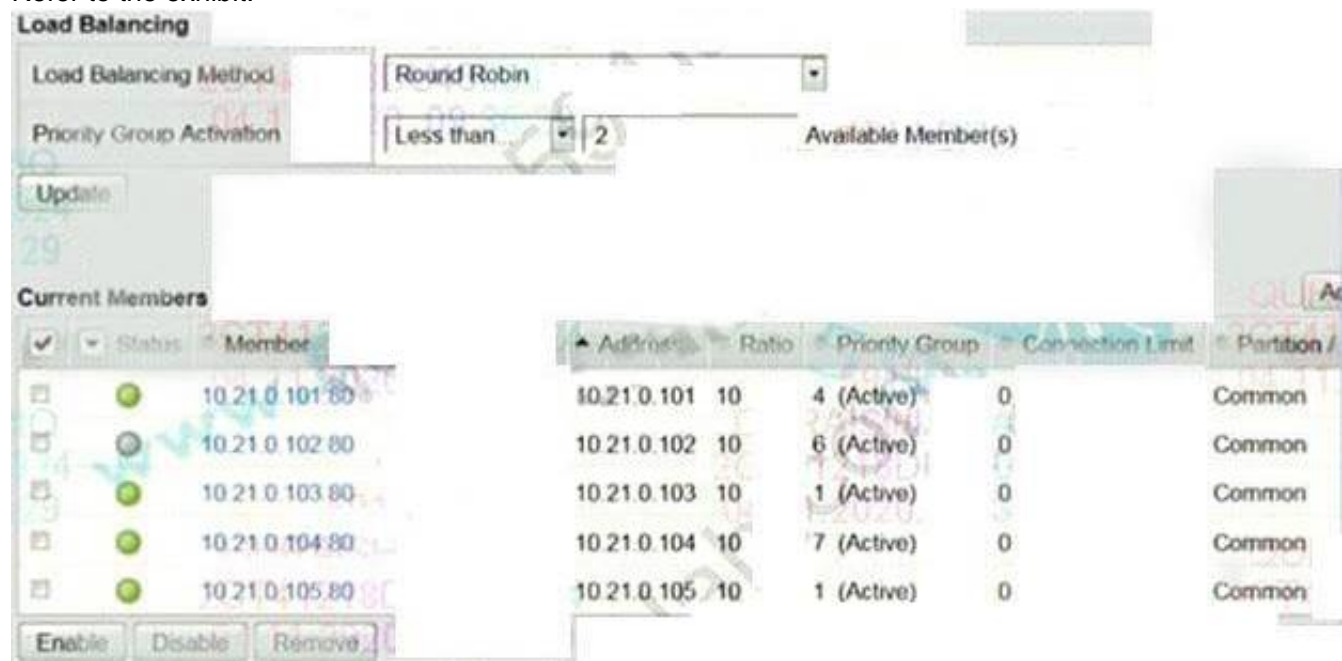 Load Balancing
Load Balancing Method Round Robin
Priority Group Activation Less than... 2 Available Member(s)
Update
29
Current Members
Status Member Address Ratio Priority Group Connection Limit Partition /
10.21.0.101:80 10.21.0.101 10 4 (Active) 0 Common
10.21.0.102:80 10.21.0.102 10 6 (Active) 0 Common
10.21.0.103:80 10.21.0.103 10 1 (Active) 0 Common
10.21.0.104:80 10.21.0.104 10 7 (Active) 0 Common
10.21.0.105:80 10.21.0.105 10 1 (Active) 0 Common
Enable Disable Remove